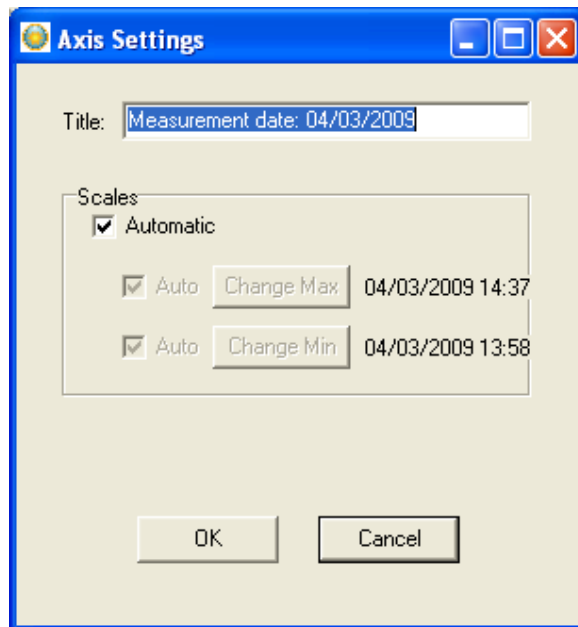 Axis Settings
Title: Measurement date: 04/03/2009
Scales
Automatic
Auto Change Max 04/03/2009 14:37
Auto Change Min 04/03/2009 13:58
OK Cancel